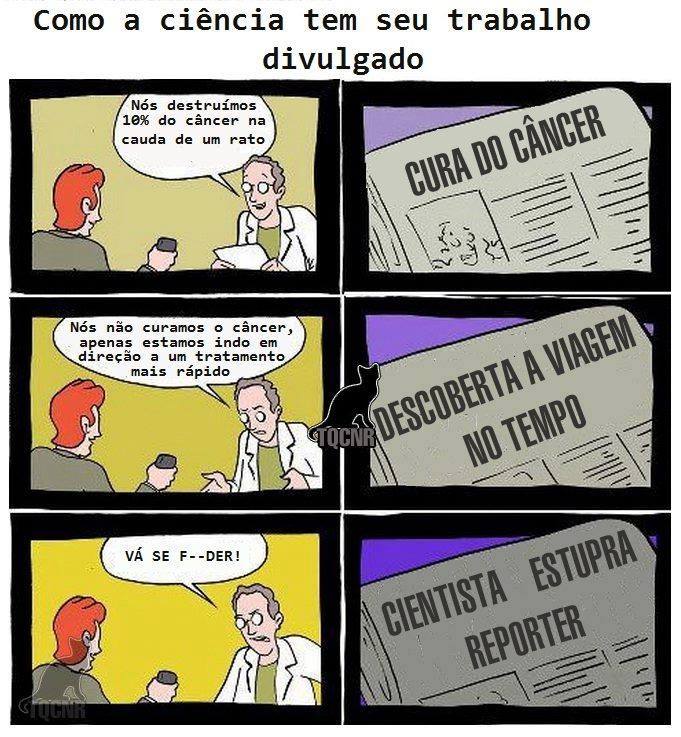 Como a ciência tem seu trabalho
divulgado
Nós destruímos
10% do câncer na
cauda de um rato
CURA DO CÂNCER
Nós não curamos o câncer,
apenas estamos indo em
direção a um tratamento
mais rápido
DESCOBERTA A VIAGEM
NO TEMPO
TQCNR
VÁ SE F--DER!
CIENTISTA ESTUPRA
REPORTER
TQCNR